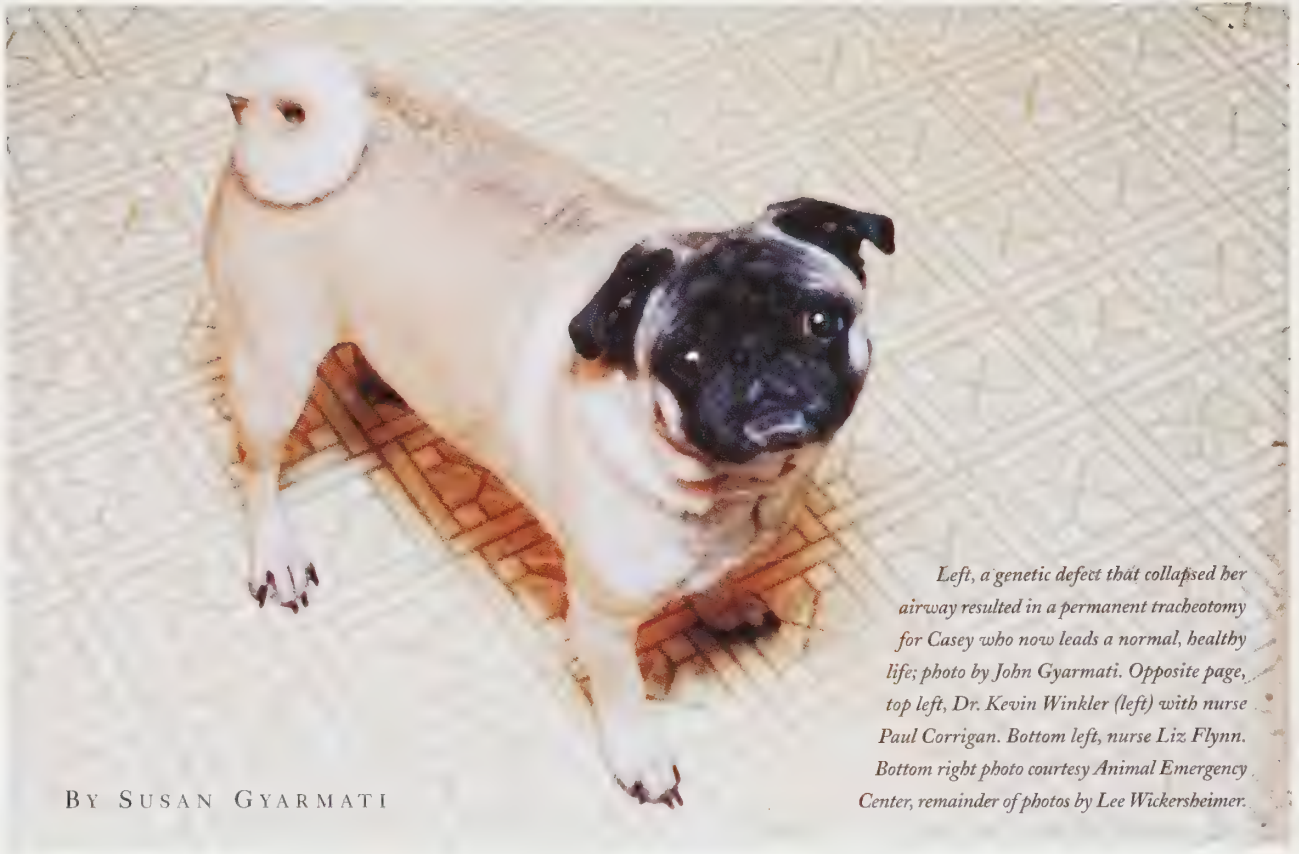 Left, a genetic defect that collapsed her
airway resulted in a permanent tracheotomy
for Casey who now leads a normal, healthy
life; photo by John Gyarmati. Opposite page,
top left, Dr. Kevin Winkler (left) with nurse
Paul Corrigan. Bottom left, nurse Liz Flynn.
Bottom right photo courtesy Animal Emergency
Center, remainder of photos by Lee Wickersheimer.
BY SUSAN GYARMATI